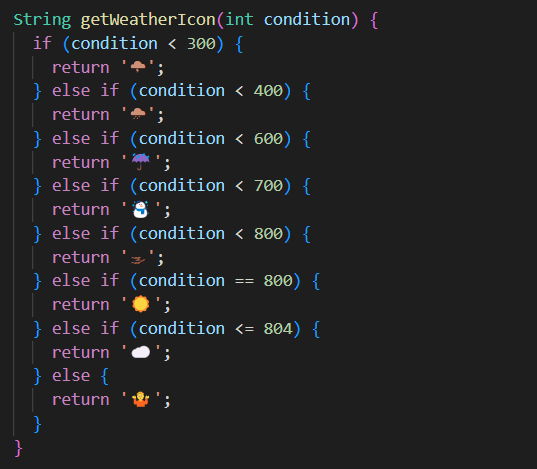 String getWeatherIcon(int condition) {
  if (condition < 300) {
    return '🌩';
  } else if (condition < 400) {
    return '🌧';
  } else if (condition < 600) {
    return '☔️';
  } else if (condition < 700) {
    return '☃️';
  } else if (condition < 800) {
    return '🌫';
  } else if (condition == 800) {
    return '☀️';
  } else if (condition <= 804) {
    return '☁️';
  } else {
    return '🤷';
  }
}